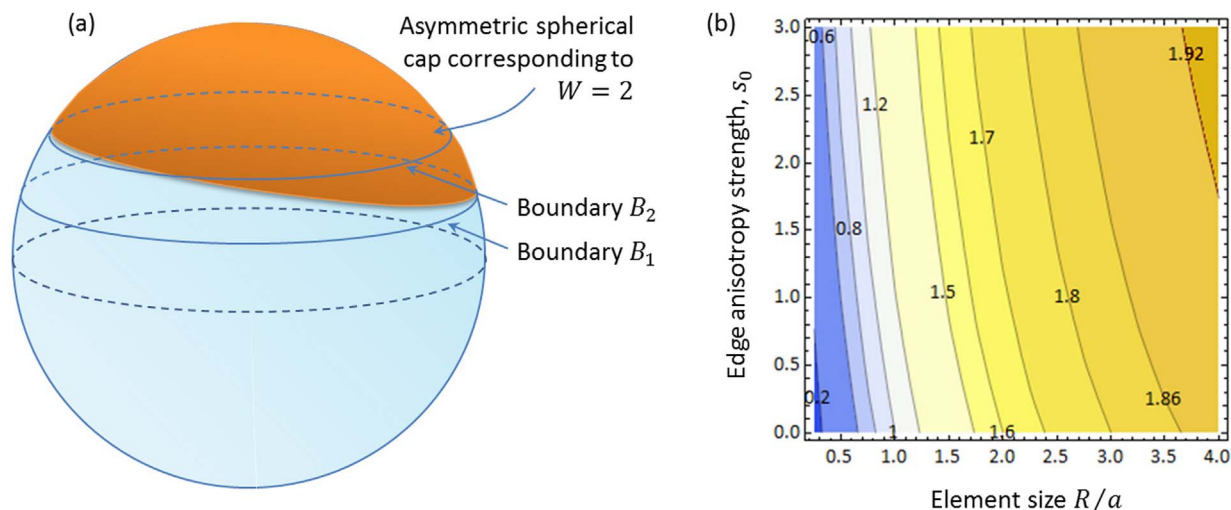 (a)
Asymmetric spherical
cap corresponding to
W = 2
Boundary B₂
Boundary B₁
(b)
Edge anisotropy strength, s₀
3.0
2.5
2.0
1.5
1.0
0.5
0.0
0.6
1.2
1.7
1.92
0.8
1.5
1.8
0.2
1
1.6
1.86
0.5 1.0 1.5 2.0 2.5 3.0 3.5 4.0
Element size R/a